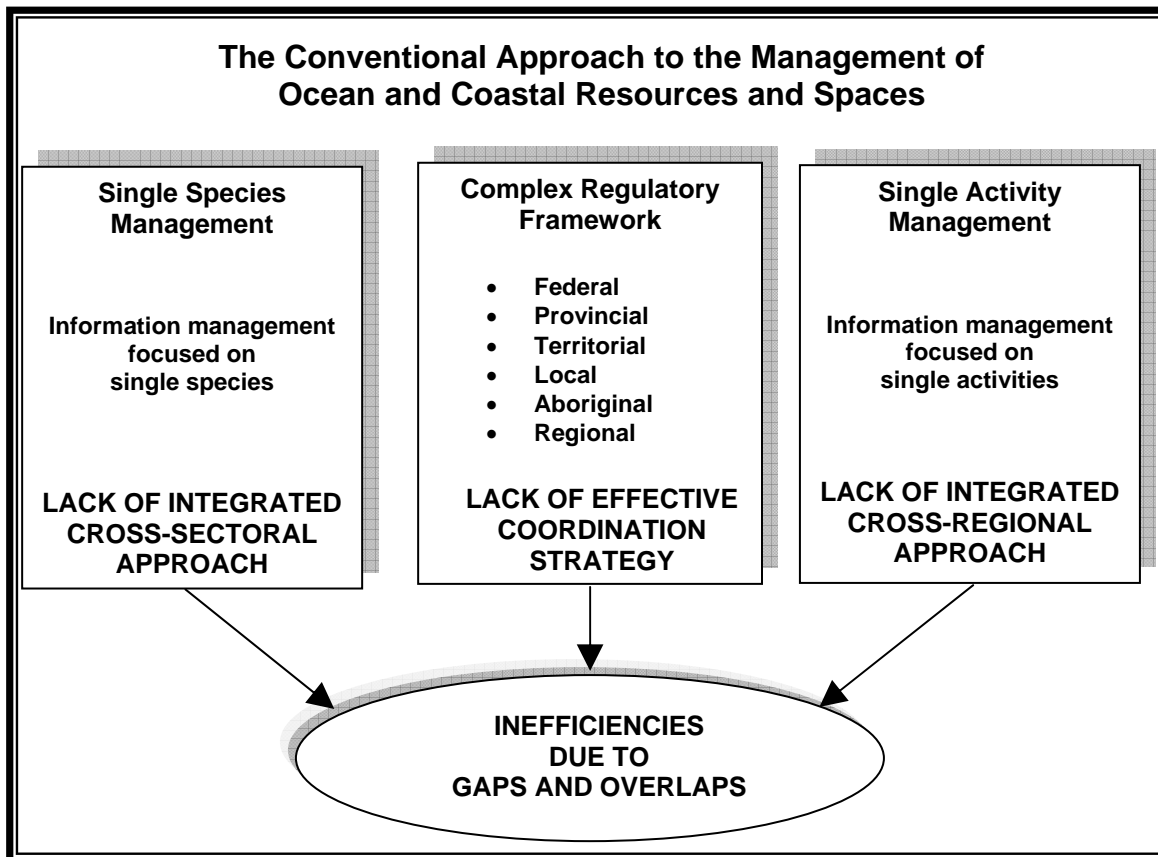 The Conventional Approach to the Management of
Ocean and Coastal Resources and Spaces
Single Species
Management
Information management
focused on
single species
LACK OF INTEGRATED
CROSS-SECTORAL
APPROACH
Complex Regulatory
Framework
• Federal
• Provincial
• Territorial
• Local
• Aboriginal
• Regional
LACK OF EFFECTIVE
COORDINATION
STRATEGY
Single Activity
Management
Information management
focused on
single activities
LACK OF INTEGRATED
CROSS-REGIONAL
APPROACH
INEFFICIENCIES
DUE TO
GAPS AND OVERLAPS